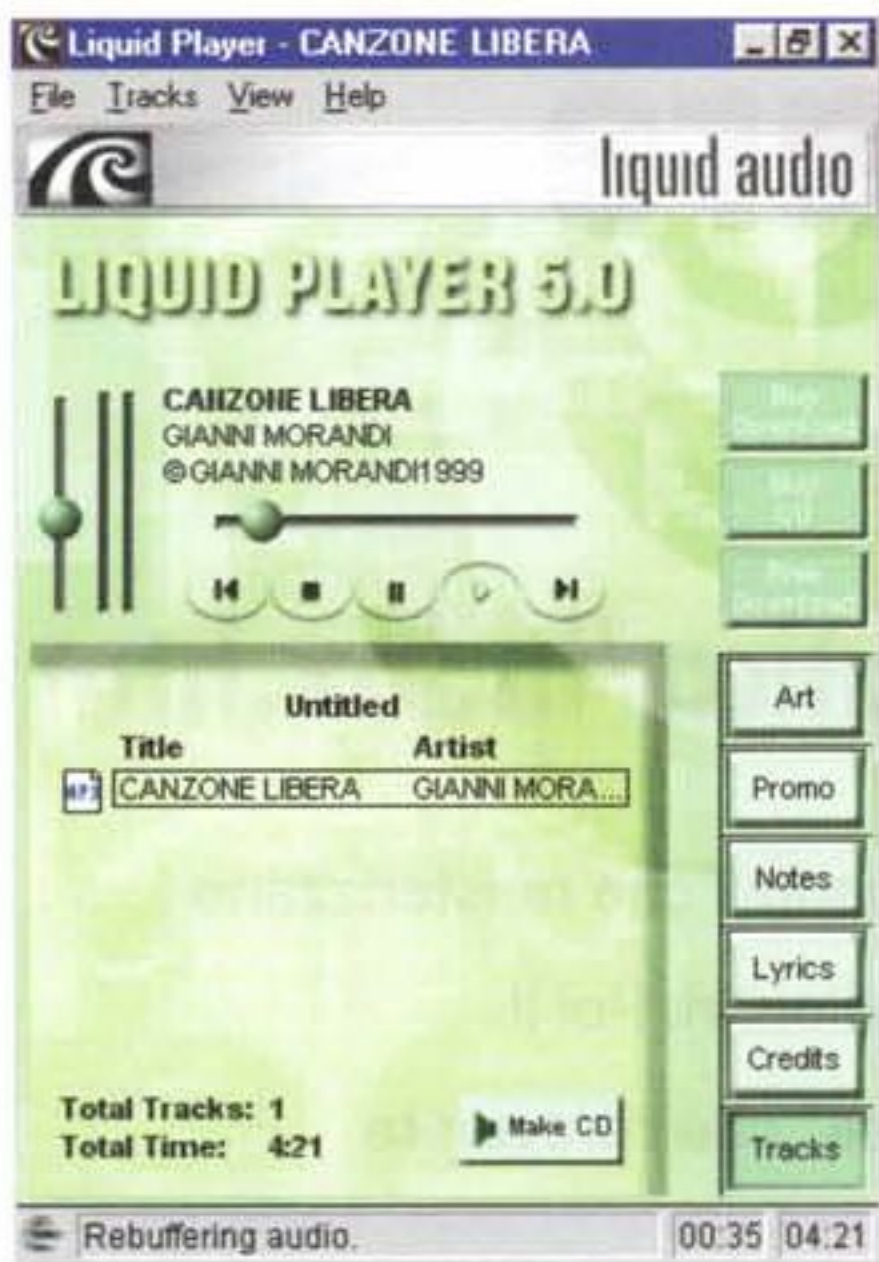 Liquid Player - CANZONE LIBERA
File Tracks View Help
liquid audio
LIQUID PLAYER 5.0
CANZONE LIBERA
GIANNI MORANDI
©GIANNI MORANDI1999
Untitled
Title Artist
MP3 CANZONE LIBERA GIANNI MORA...
Total Tracks: 1
Total Time: 4:21
Make CD
Art
Promo
Notes
Lyrics
Credits
Tracks
Rebuffering audio. 00:35 04:21